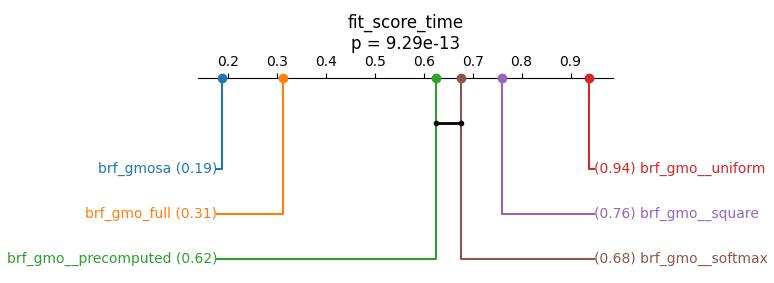 fit_score_time
p = 9.29e-13
0.2 0.3 0.4 0.5 0.6 0.7 0.8 0.9
brf_gmosa (0.19) (0.94) brf_gmo__uniform
brf_gmo_full (0.31) (0.76) brf_gmo__square
brf_gmo__precomputed (0.62) (0.68) brf_gmo__softmax